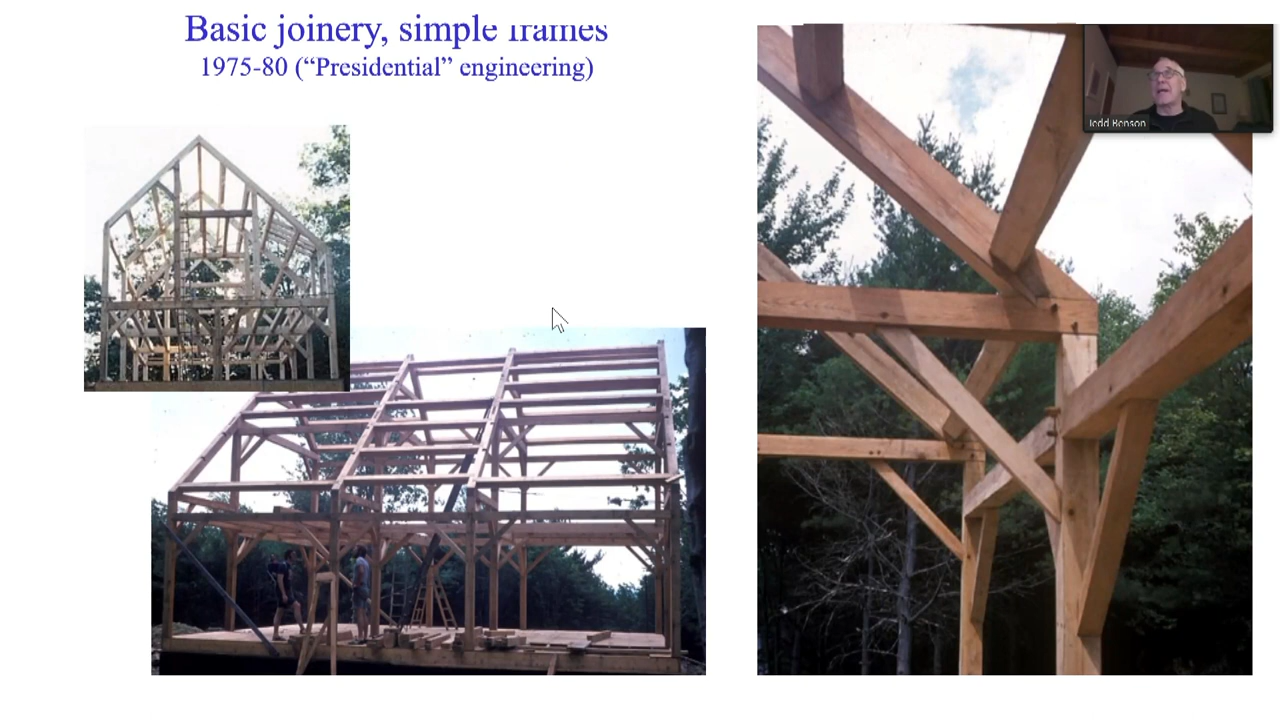 Basic joinery, simple frames
1975-80 (“Presidential” engineering)
Tedd Benson